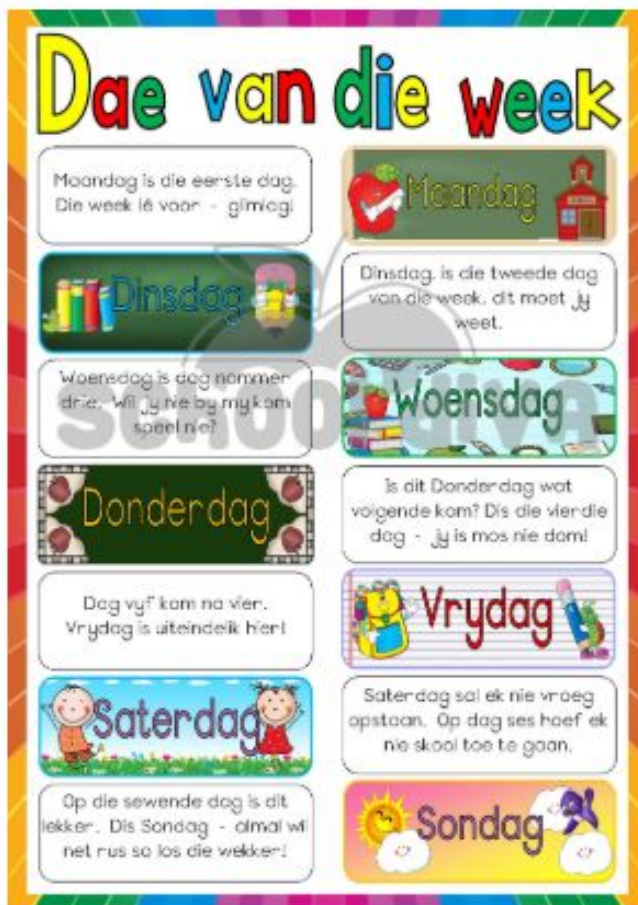 Dae van die week
Maandag is die eerste dag.
Die week lê voor - glimlag!
Maandag
Dinsdag
Dinsdag, is die tweede dag
van die week, dit moet jy
weet.
Woensdag is dag nommer
drie. Wil jy nie by my kom
speel nie?
Woensdag
Donderdag
Is dit Donderdag wat
volgende kom? Dis die vierdie
dag - jy is mos nie dom!
Dag vyf kom na vier.
Vrydag is uiteindelik hier!
Vrydag
Saterdag
Saterdag sal ek nie vroeg
opstaan. Op dag ses hoef ek
nie skool toe te gaan.
Op die sewende dag is dit
lekker. Dis Sondag - almal wil
net rus so los die wekker!
Sondag